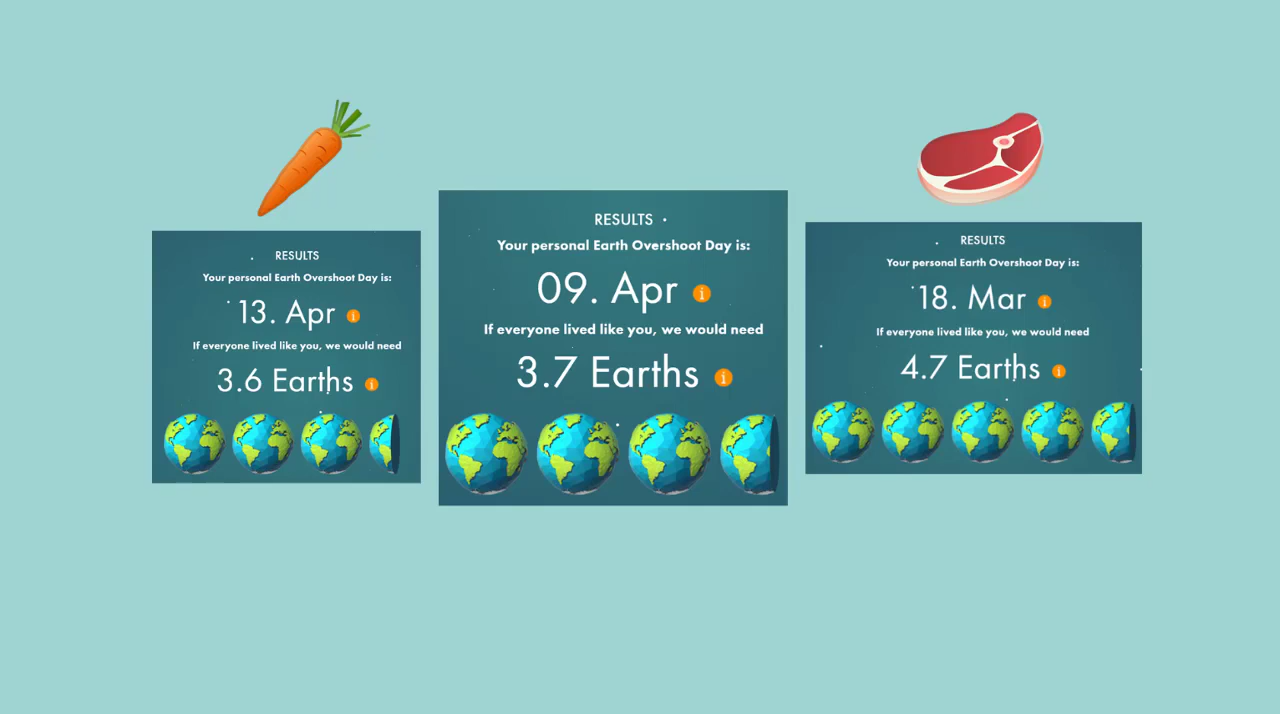 RESULTS
Your personal Earth Overshoot Day is:
13. Apr
If everyone lived like you, we would need
3.6 Earths
RESULTS
Your personal Earth Overshoot Day is:
09. Apr
If everyone lived like you, we would need
3.7 Earths
RESULTS
Your personal Earth Overshoot Day is:
18. Mar
If everyone lived like you, we would need
4.7 Earths